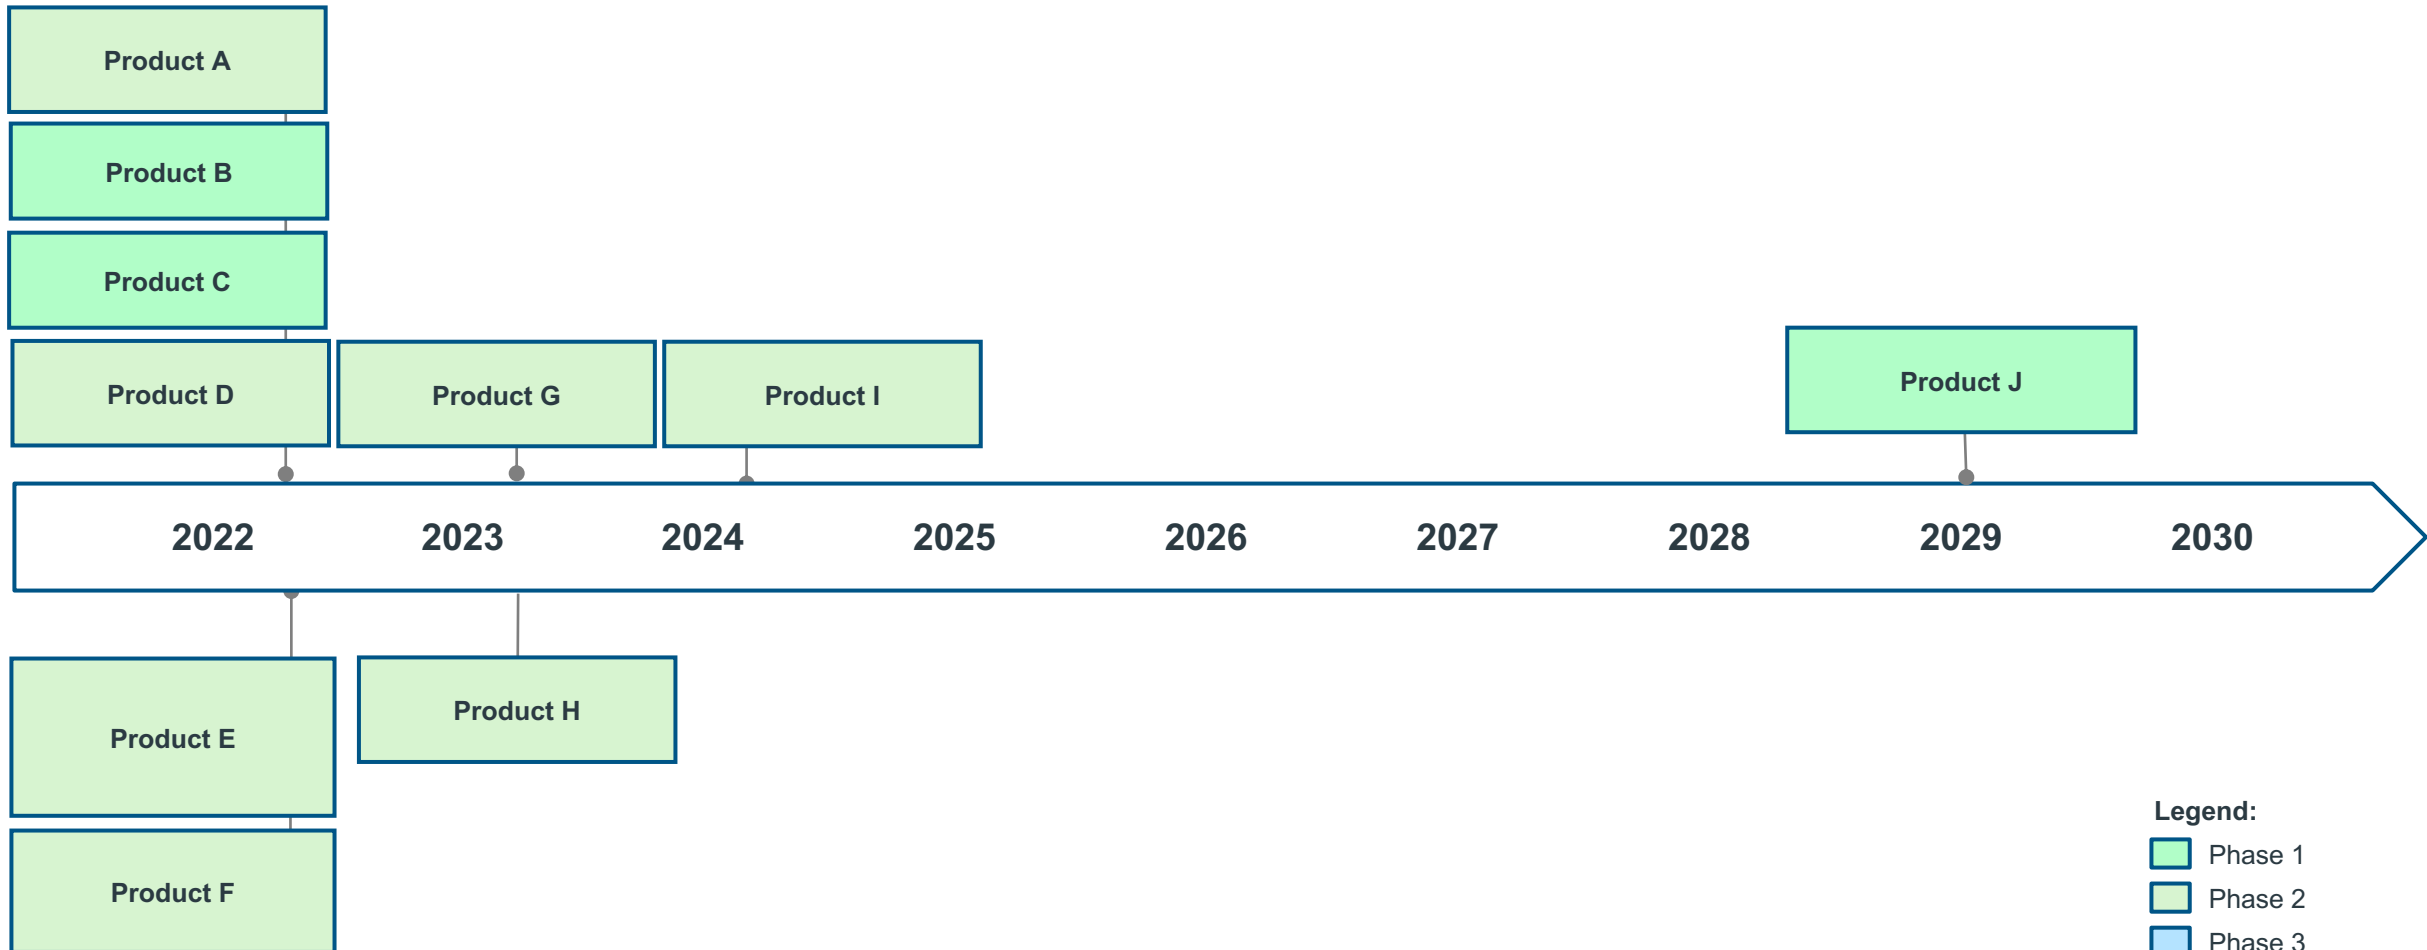 Product A
Product B
Product C
Product D
Product G
Product I
Product J
2022 2023 2024 2025 2026 2027 2028 2029 2030
Product E
Product H
Product F
Legend:
Phase 1
Phase 2
Phase 3